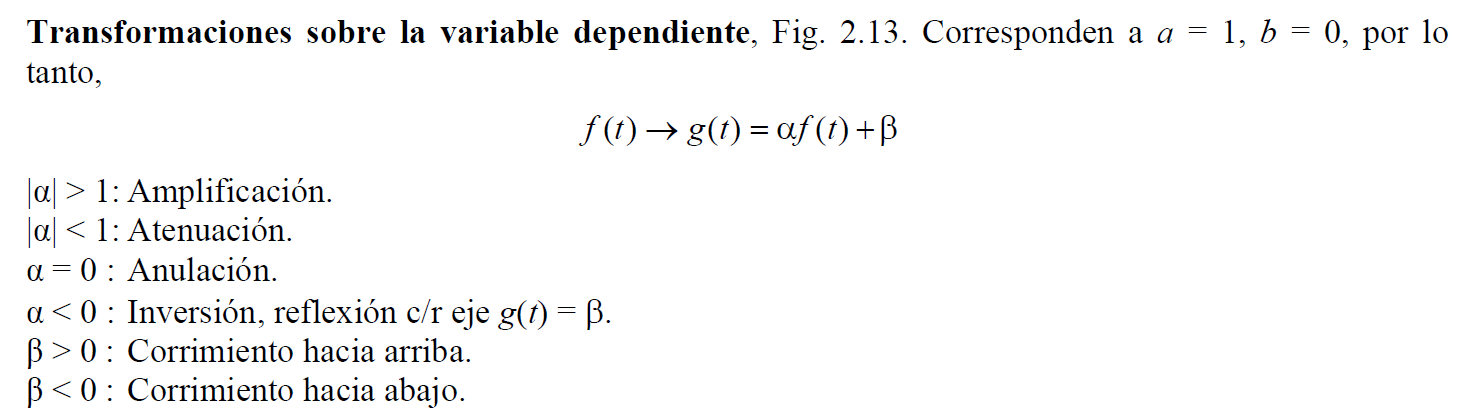 Transformaciones sobre la variable dependiente, Fig. 2.13. Corresponden a a = 1, b = 0, por lo
tanto,
f(t) → g(t) = αf(t) + β
|α| > 1: Amplificación.
|α| < 1: Atenuación.
α = 0 : Anulación.
α < 0 : Inversión, reflexión c/r eje g(t) = β.
β > 0 : Corrimiento hacia arriba.
β < 0 : Corrimiento hacia abajo.